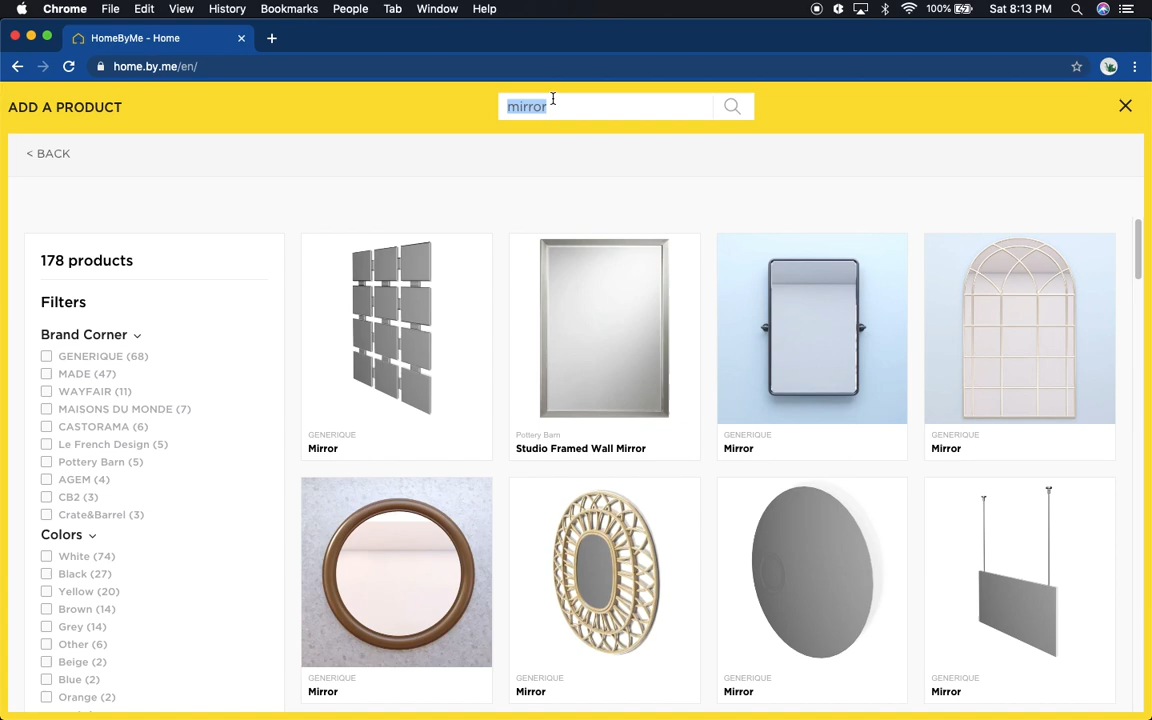 Chrome File Edit View History Bookmarks People Tab Window Help 100% Sat 8:13 PM
HomeByMe - Home
home.by.me/en/
ADD A PRODUCT
mirror
< BACK
178 products
Filters
Brand Corner
GENERIQUE (68)
MADE (47)
WAYFAIR (11)
MAISONS DU MONDE (7)
CASTORAMA (6)
Le French Design (5)
Pottery Barn (5)
AGEM (4)
CB2 (3)
Crate&Barrel (3)
Colors
White (74)
Black (27)
Yellow (20)
Brown (14)
Grey (14)
Other (6)
Beige (2)
Blue (2)
Orange (2)
GENERIQUE
Mirror
Pottery Barn
Studio Framed Wall Mirror
GENERIQUE
Mirror
GENERIQUE
Mirror
GENERIQUE
Mirror
GENERIQUE
Mirror
GENERIQUE
Mirror
GENERIQUE
Mirror